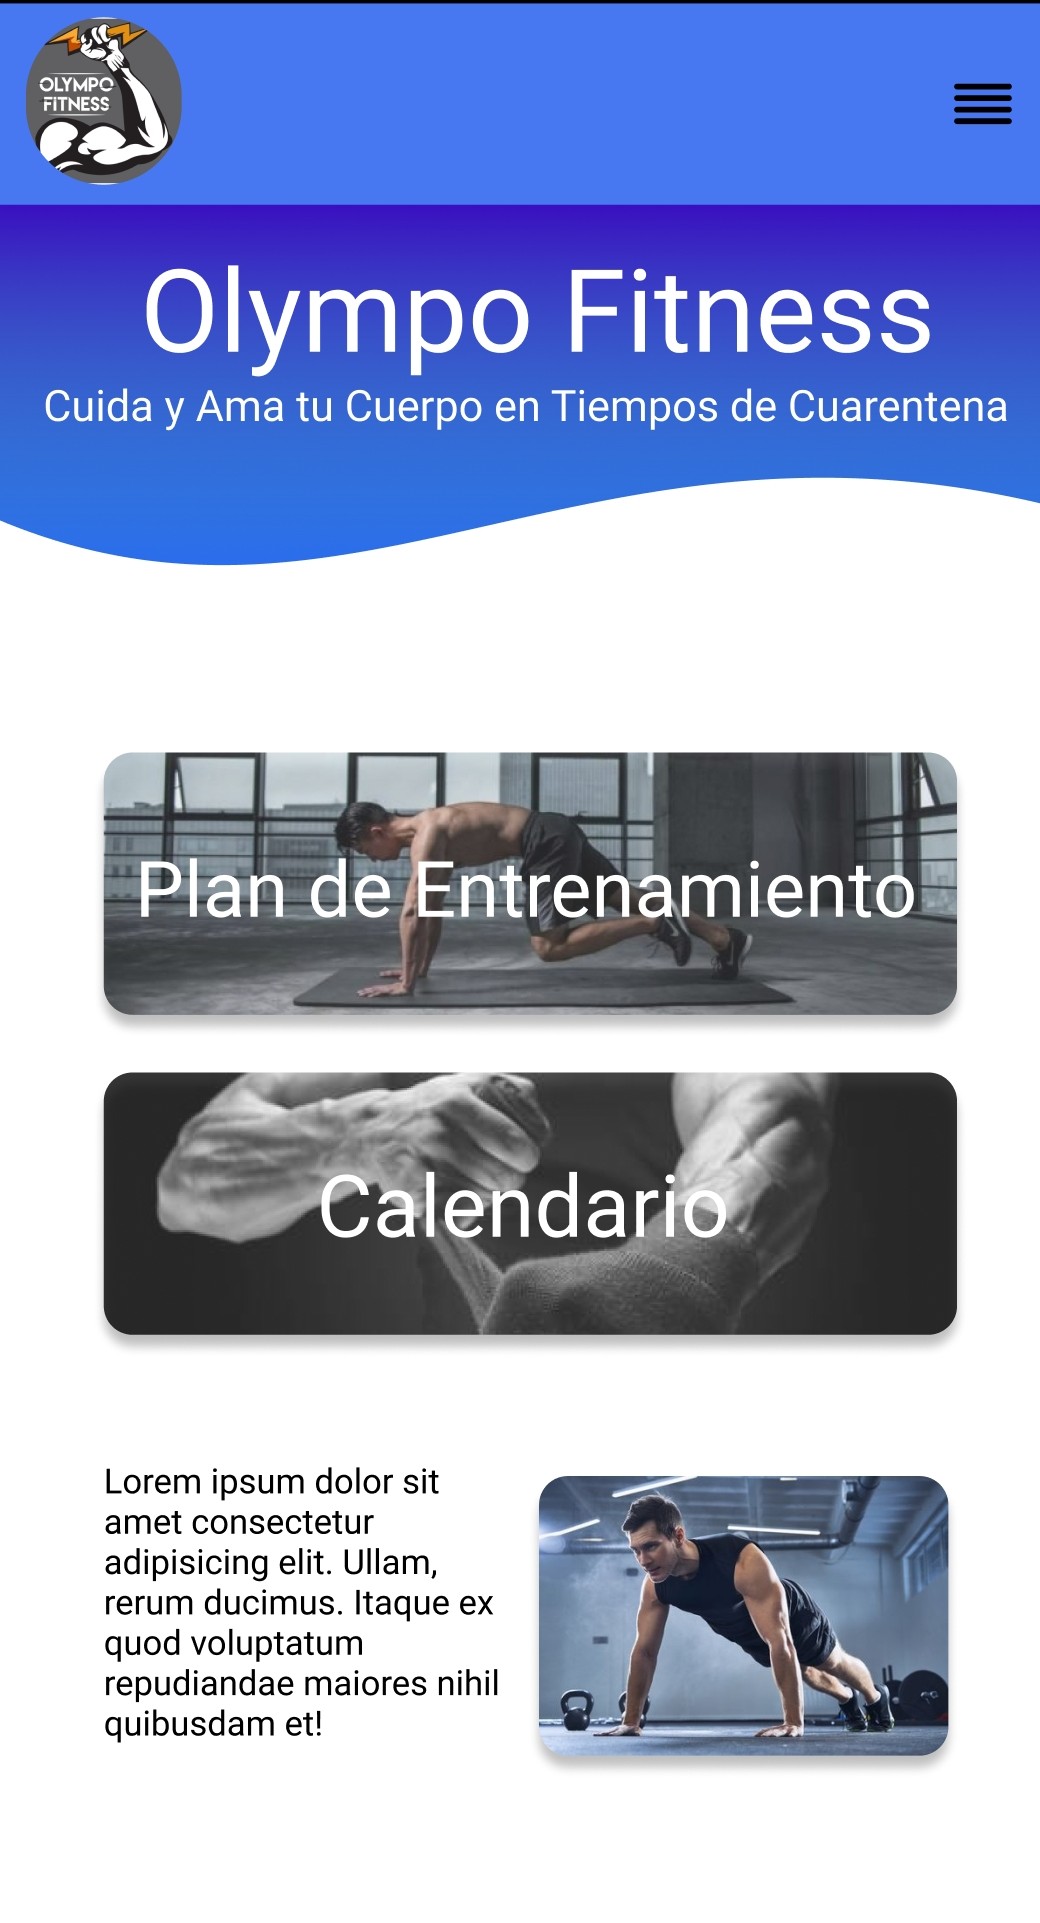 OLYMPO
FITNESS
Olympo Fitness
Cuida y Ama tu Cuerpo en Tiempos de Cuarentena
Plan de Entrenamiento
Calendario
Lorem ipsum dolor sit
amet consectetur
adipisicing elit. Ullam,
rerum ducimus. Itaque ex
quod voluptatum
repudiandae maiores nihil
quibusdam et!